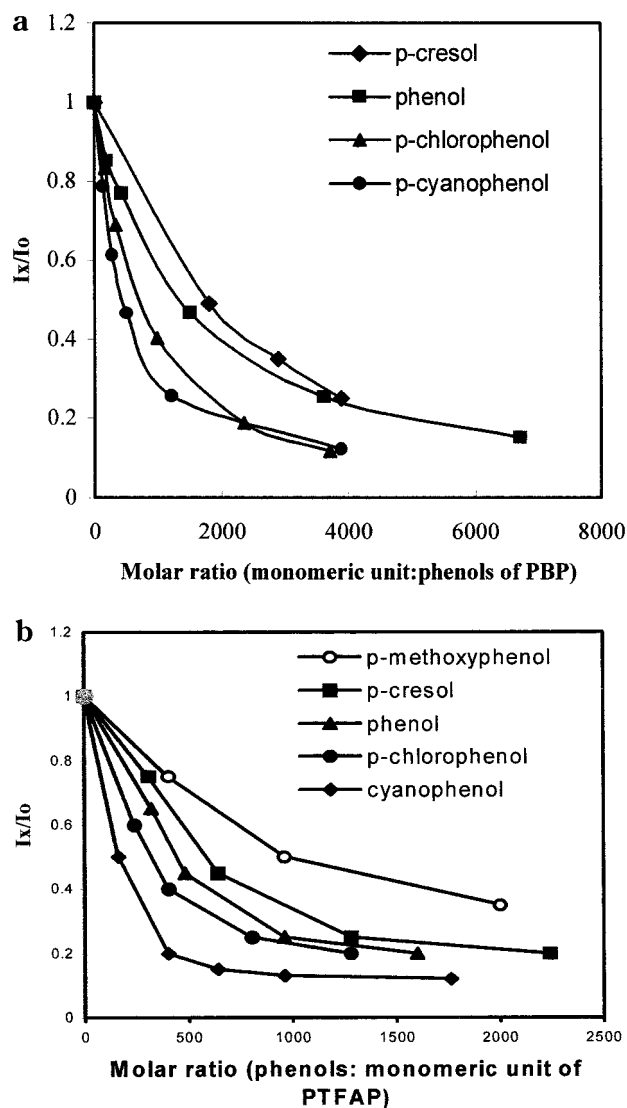 a
1.2
p-cresol
phenol
1
p-chlorophenol
0.8
p-cyanophenol
Ix/Io
0.6
0.4
0.2
0
0 2000 4000 6000 8000
Molar ratio (monomeric unit:phenols of PBP)
b
1.2
p-methoxyphenol
p-cresol
1
phenol
p-chlorophenol
0.8
cyanophenol
Ix/Io
0.6
0.4
0.2
0
0 500 1000 1500 2000 2500
Molar ratio (phenols: monomeric unit of
PTFAP)